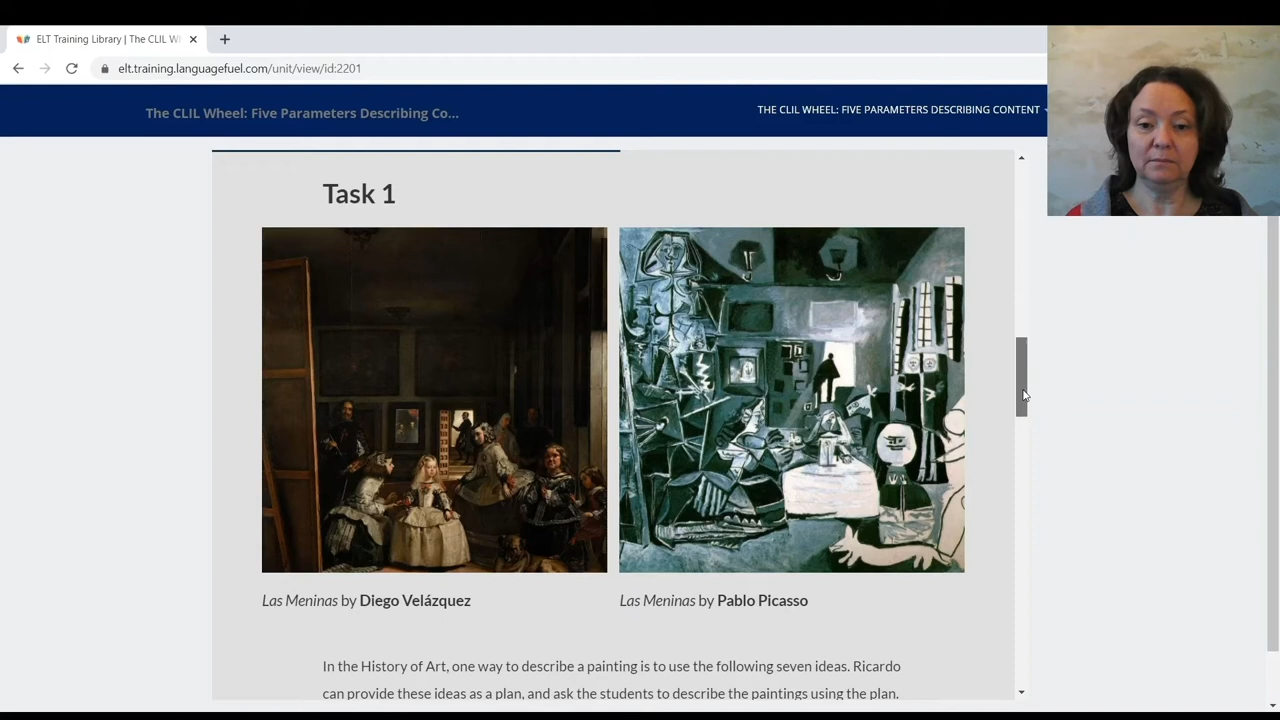 ELT Training Library | The CLIL W
elt.training.languagefuel.com/unit/view/id:2201
The CLIL Wheel: Five Parameters Describing Co...
THE CLIL WHEEL: FIVE PARAMETERS DESCRIBING CONTENT
Task 1
Las Meninas by Diego Velázquez
Las Meninas by Pablo Picasso
In the History of Art, one way to describe a painting is to use the following seven ideas. Ricardo
can provide these ideas as a plan, and ask the students to describe the paintings using the plan.